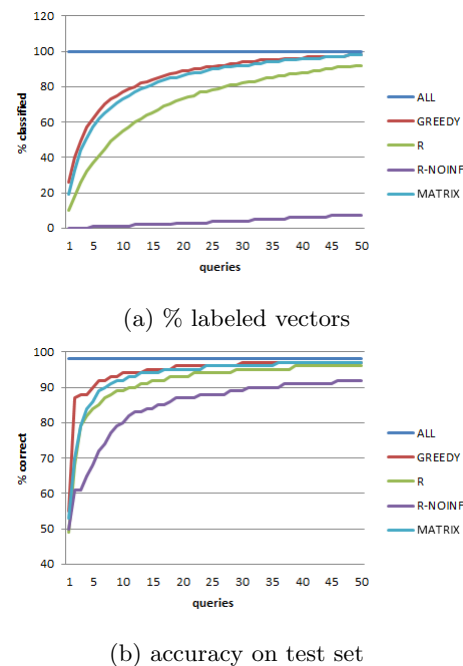 % classified
120
100
80
60
40
20
0
1 5 10 15 20 25 30 35 40 45 50
queries
ALL
GREEDY
R
R-NOINF
MATRIX
(a) % labeled vectors
% correct
100
90
80
70
60
50
40
1 5 10 15 20 25 30 35 40 45 50
queries
ALL
GREEDY
R
R-NOINF
MATRIX
(b) accuracy on test set